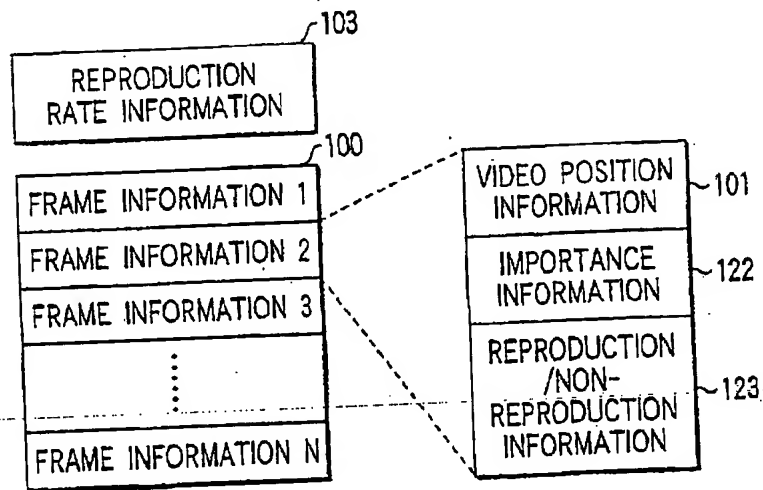 103
REPRODUCTION
RATE INFORMATION
100
FRAME INFORMATION 1
FRAME INFORMATION 2
FRAME INFORMATION 3
FRAME INFORMATION N
VIDEO POSITION
INFORMATION
101
IMPORTANCE
INFORMATION
122
REPRODUCTION
/NON-
REPRODUCTION
INFORMATION
123